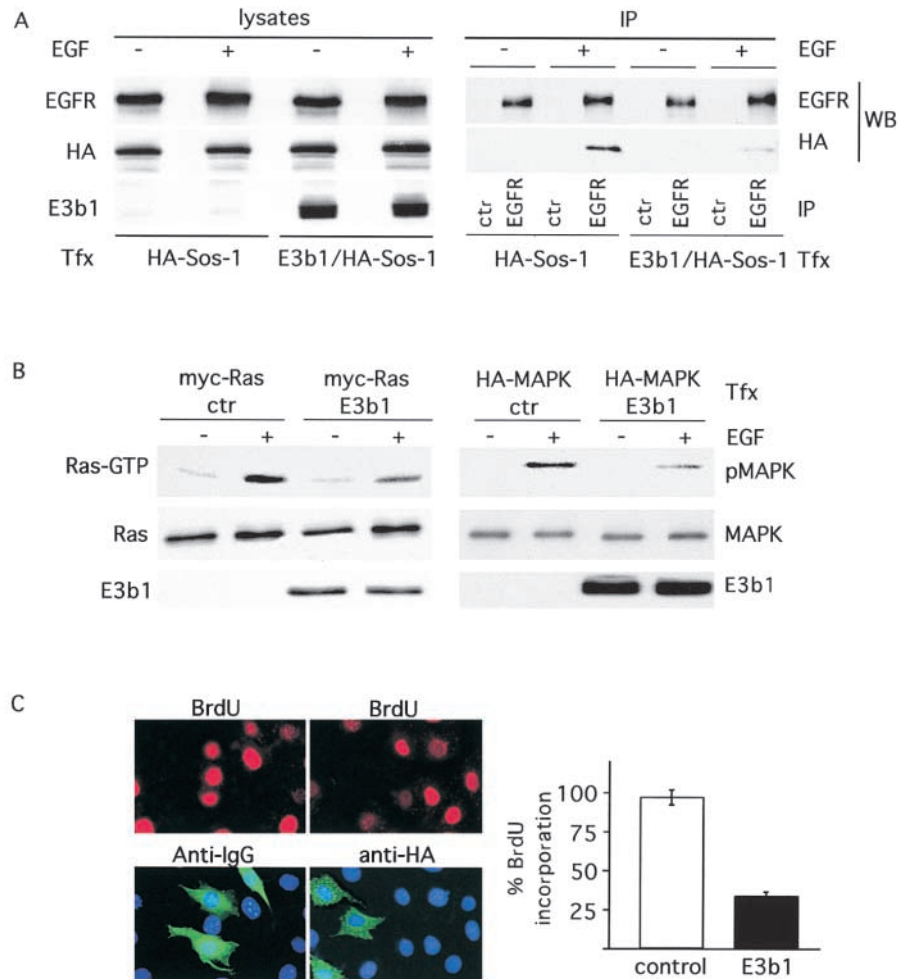 A
lysates
IP
EGF - + - +
- + - + EGF
EGFR
EGFR
HA
HA
WB
E3b1
ctr EGFR ctr EGFR ctr EGFR ctr EGFR IP
Tfx HA-Sos-1 E3b1/HA-Sos-1
HA-Sos-1 E3b1/HA-Sos-1 Tfx
B
myc-Ras ctr
myc-Ras E3b1
HA-MAPK ctr
HA-MAPK E3b1
Tfx
- + - +
- + - + EGF
Ras-GTP
pMAPK
Ras
MAPK
E3b1
E3b1
C
BrdU
BrdU
Anti-IgG
anti-HA
% BrdU
incorporation
100
75
50
25
control E3b1